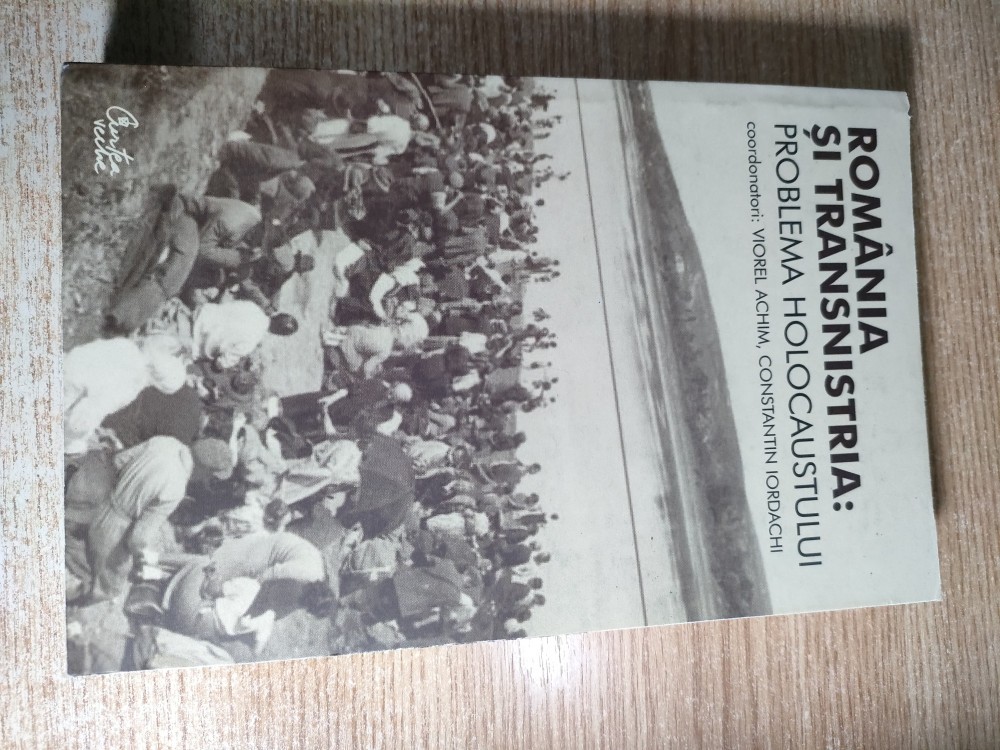 ROMÂNIA
ȘI TRANSNISTRIA:
PROBLEMA HOLOCAUSTULUI
coordonatori: VIOREL ACHIM, CONSTANTIN IORDACHI
Curtea
veche